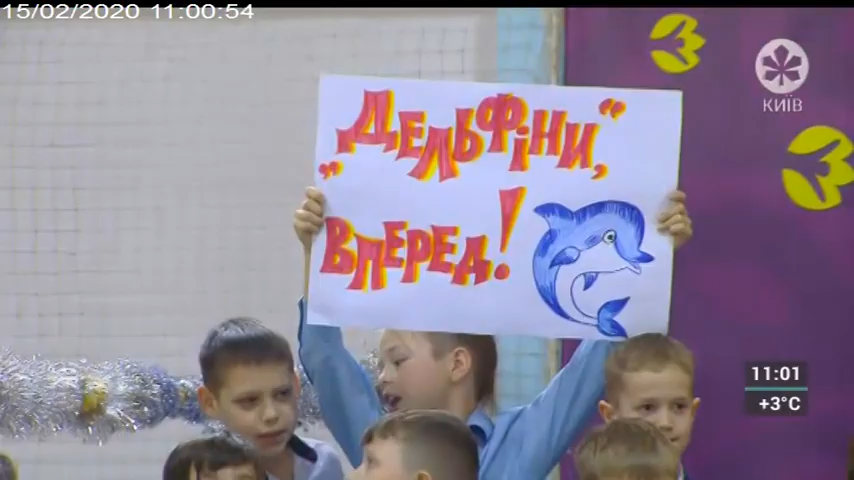 15/02/2020 11:00:54
КИЇВ
„Дельфіни,“
вперед!
11:01
+3°C